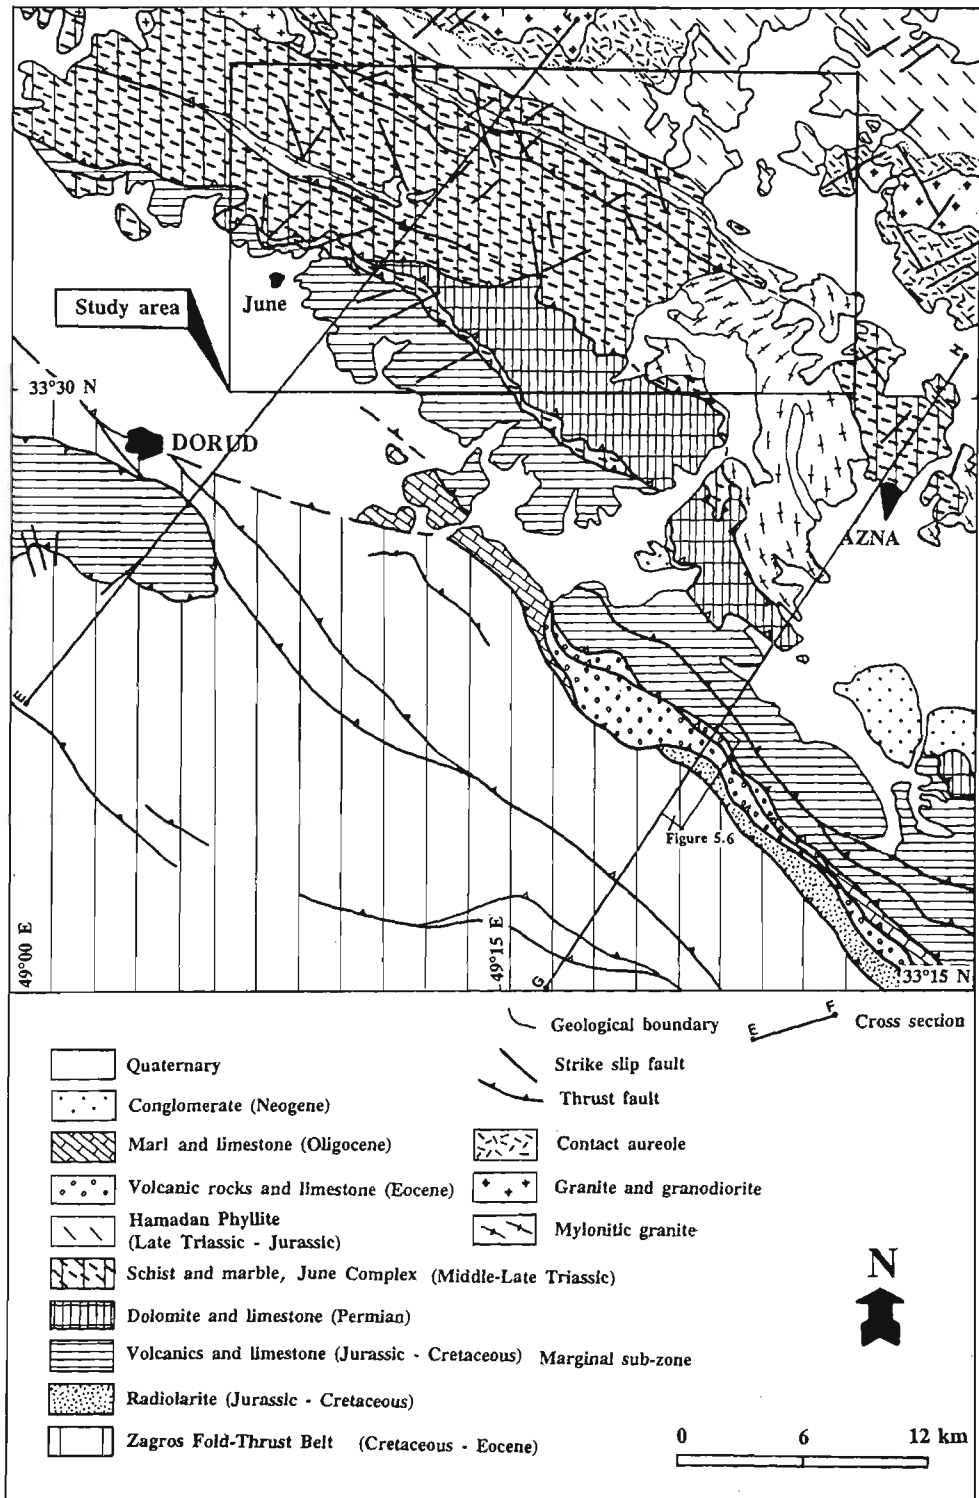 F
Study area
June
H
33°30 N
DORUD
AZNA
E
Figure 5.6
49°00 E
49°15 E
G
33°15 N
Geological boundary
E F Cross section
Quaternary
Strike slip fault
Conglomerate (Neogene)
Thrust fault
Marl and limestone (Oligocene)
Contact aureole
Volcanic rocks and limestone (Eocene)
Granite and granodiorite
Hamadan Phyllite
(Late Triassic - Jurassic)
Mylonitic granite
Schist and marble, June Complex (Middle-Late Triassic)
N
Dolomite and limestone (Permian)
Volcanics and limestone (Jurassic - Cretaceous) Marginal sub-zone
Radiolarite (Jurassic - Cretaceous)
Zagros Fold-Thrust Belt (Cretaceous - Eocene)
0 6 12 km